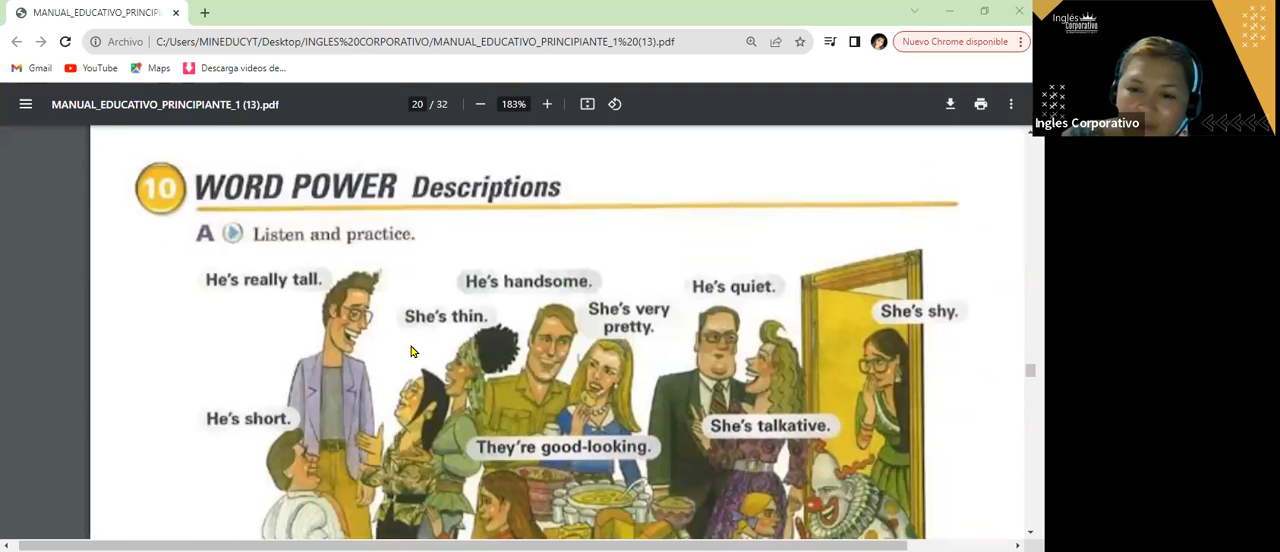 MANUAL_EDUCATIVO_PRINCIPI
Archivo
C:/Users/MINEDUCYT/Desktop/INGLES%20CORPORATIVO/MANUAL_EDUCATIVO_PRINCIPIANTE_1%20(13).pdf
Nuevo Chrome disponible
Gmail
YouTube
Maps
Descarga videos de...
MANUAL_EDUCATIVO_PRINCIPIANTE_1 (13).pdf
20 / 32
183%
Inglés
Corporativo
Ingles Corporativo
10 WORD POWER Descriptions
A Listen and practice.
He's really tall.
He's handsome.
He's quiet.
She's thin.
She's very
pretty.
She's shy.
He's short.
They're good-looking.
She's talkative.